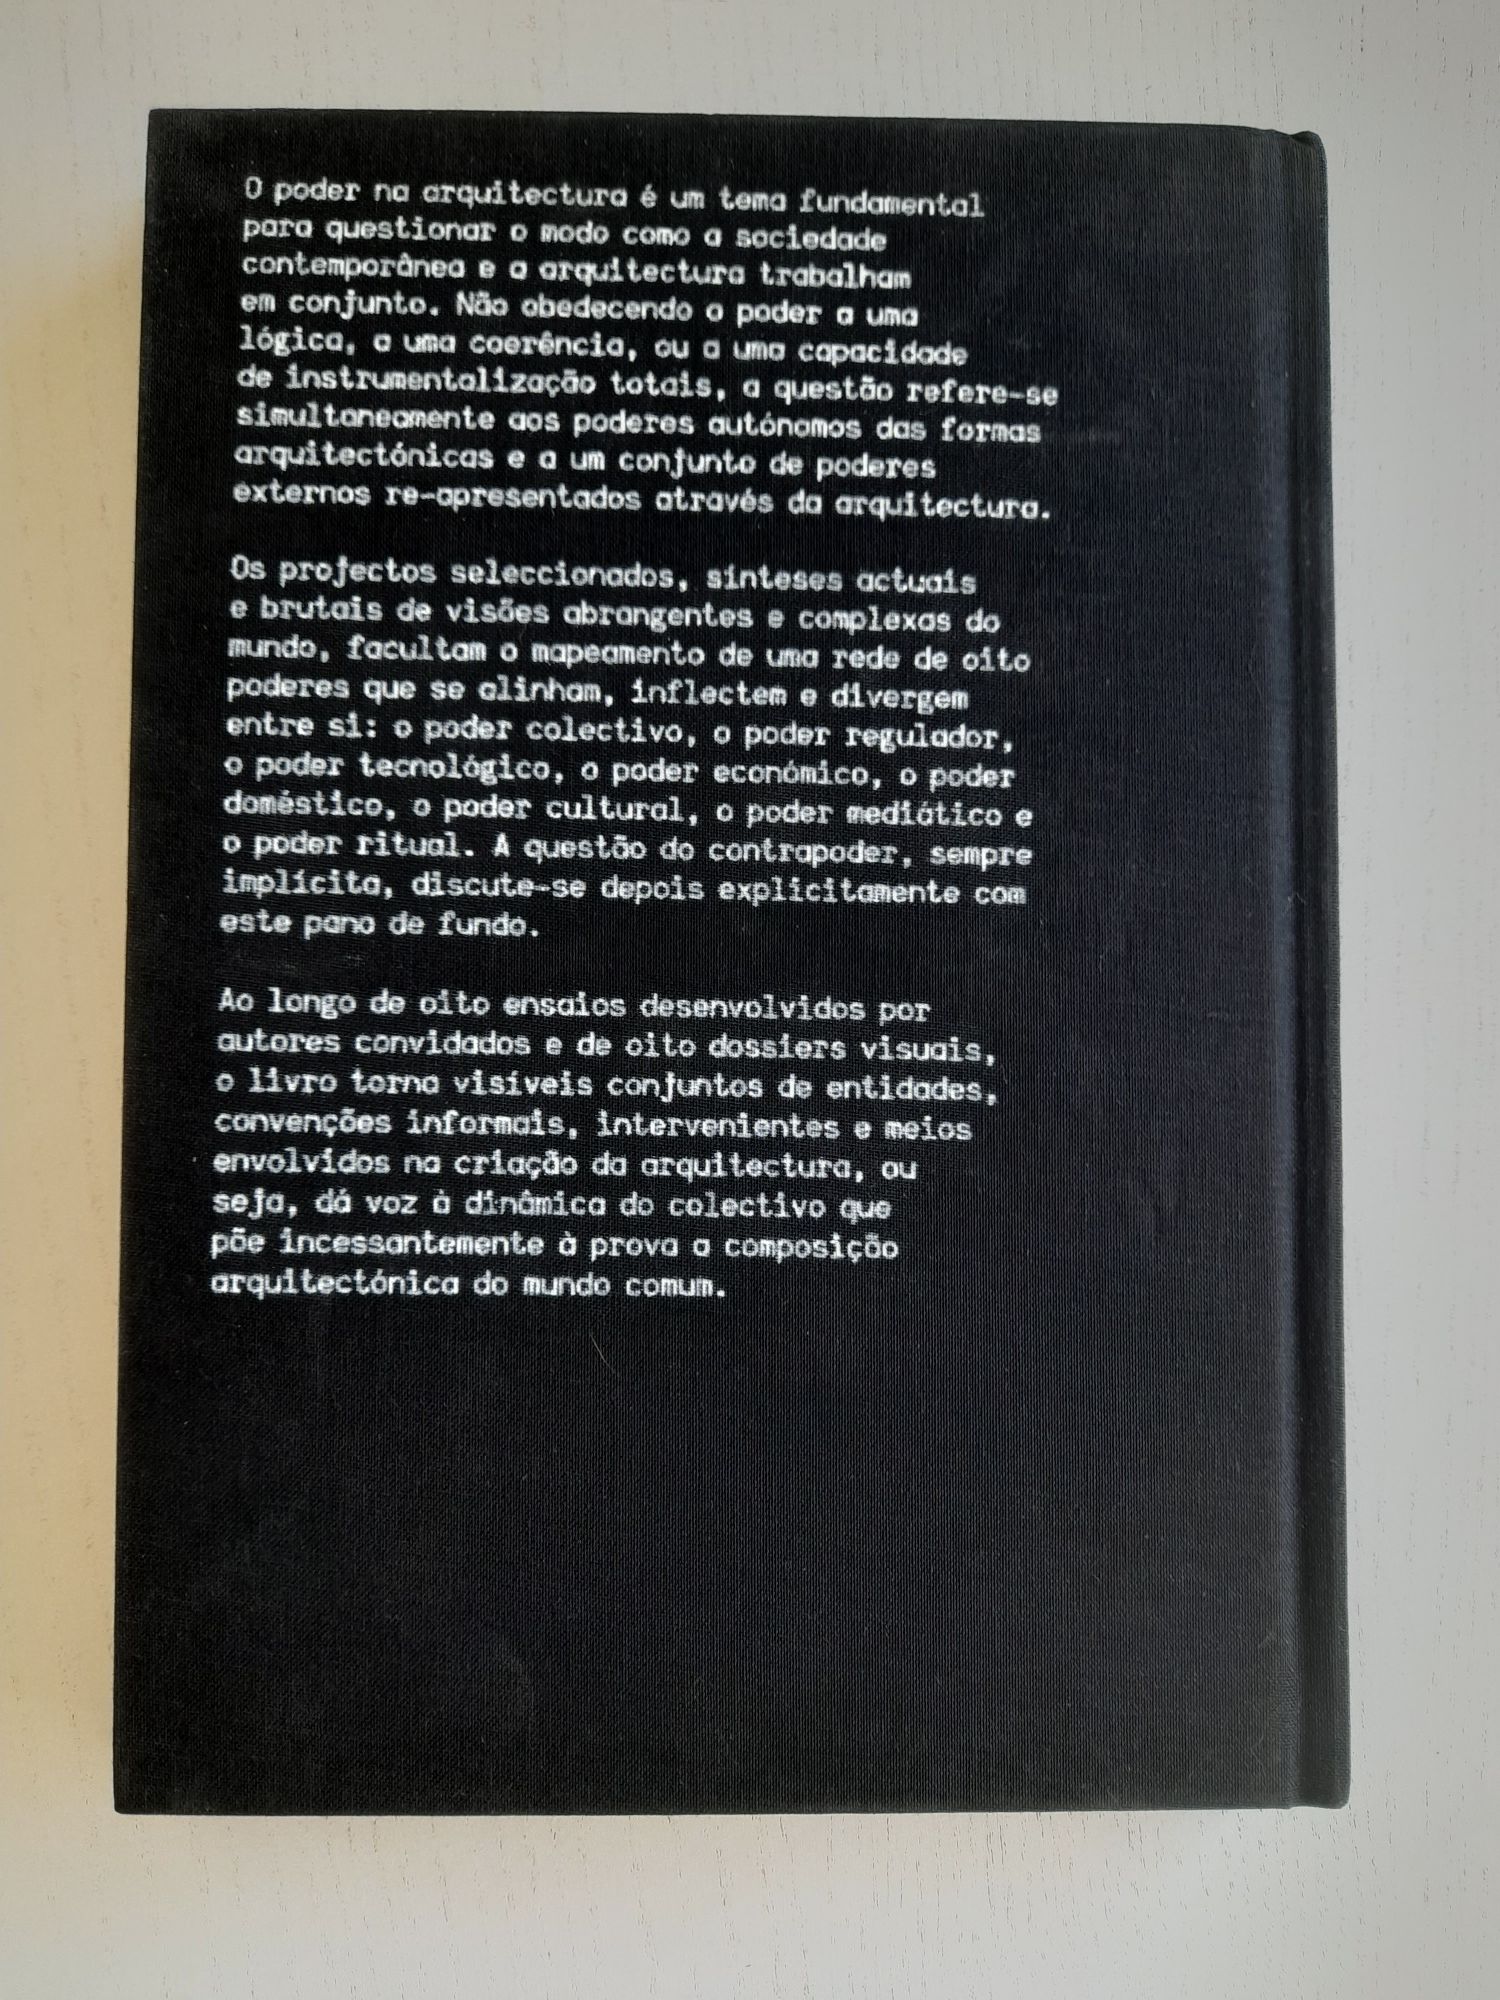 O poder na arquitectura é um tema fundamental
para questionar o modo como a sociedade
contemporânea e a arquitectura trabalham
em conjunto. Não obedecendo o poder a uma
lógica, a uma coerência, ou a uma capacidade
de instrumentalização totais, a questão refere-se
simultaneamente aos poderes autónomos das formas
arquitectónicas e a um conjunto de poderes
externos re-apresentados através da arquitectura.
Os projectos seleccionados, sínteses actuais
e brutais de visões abrangentes e complexas do
mundo, facultam o mapeamento de uma rede de oito
poderes que se alinham, inflectem e divergem
entre si: o poder colectivo, o poder regulador,
o poder tecnológico, o poder económico, o poder
doméstico, o poder cultural, o poder mediático e
o poder ritual. A questão do contrapoder, sempre
implícita, discute-se depois explicitamente com
este pano de fundo.
Ao longo de oito ensaios desenvolvidos por
autores convidados e de oito dossiers visuais,
o livro torna visíveis conjuntos de entidades,
convenções informais, intervenientes e meios
envolvidos na criação da arquitectura, ou
seja, dá voz à dinâmica do colectivo que
põe incessantemente à prova a composição
arquitectónica do mundo comum.